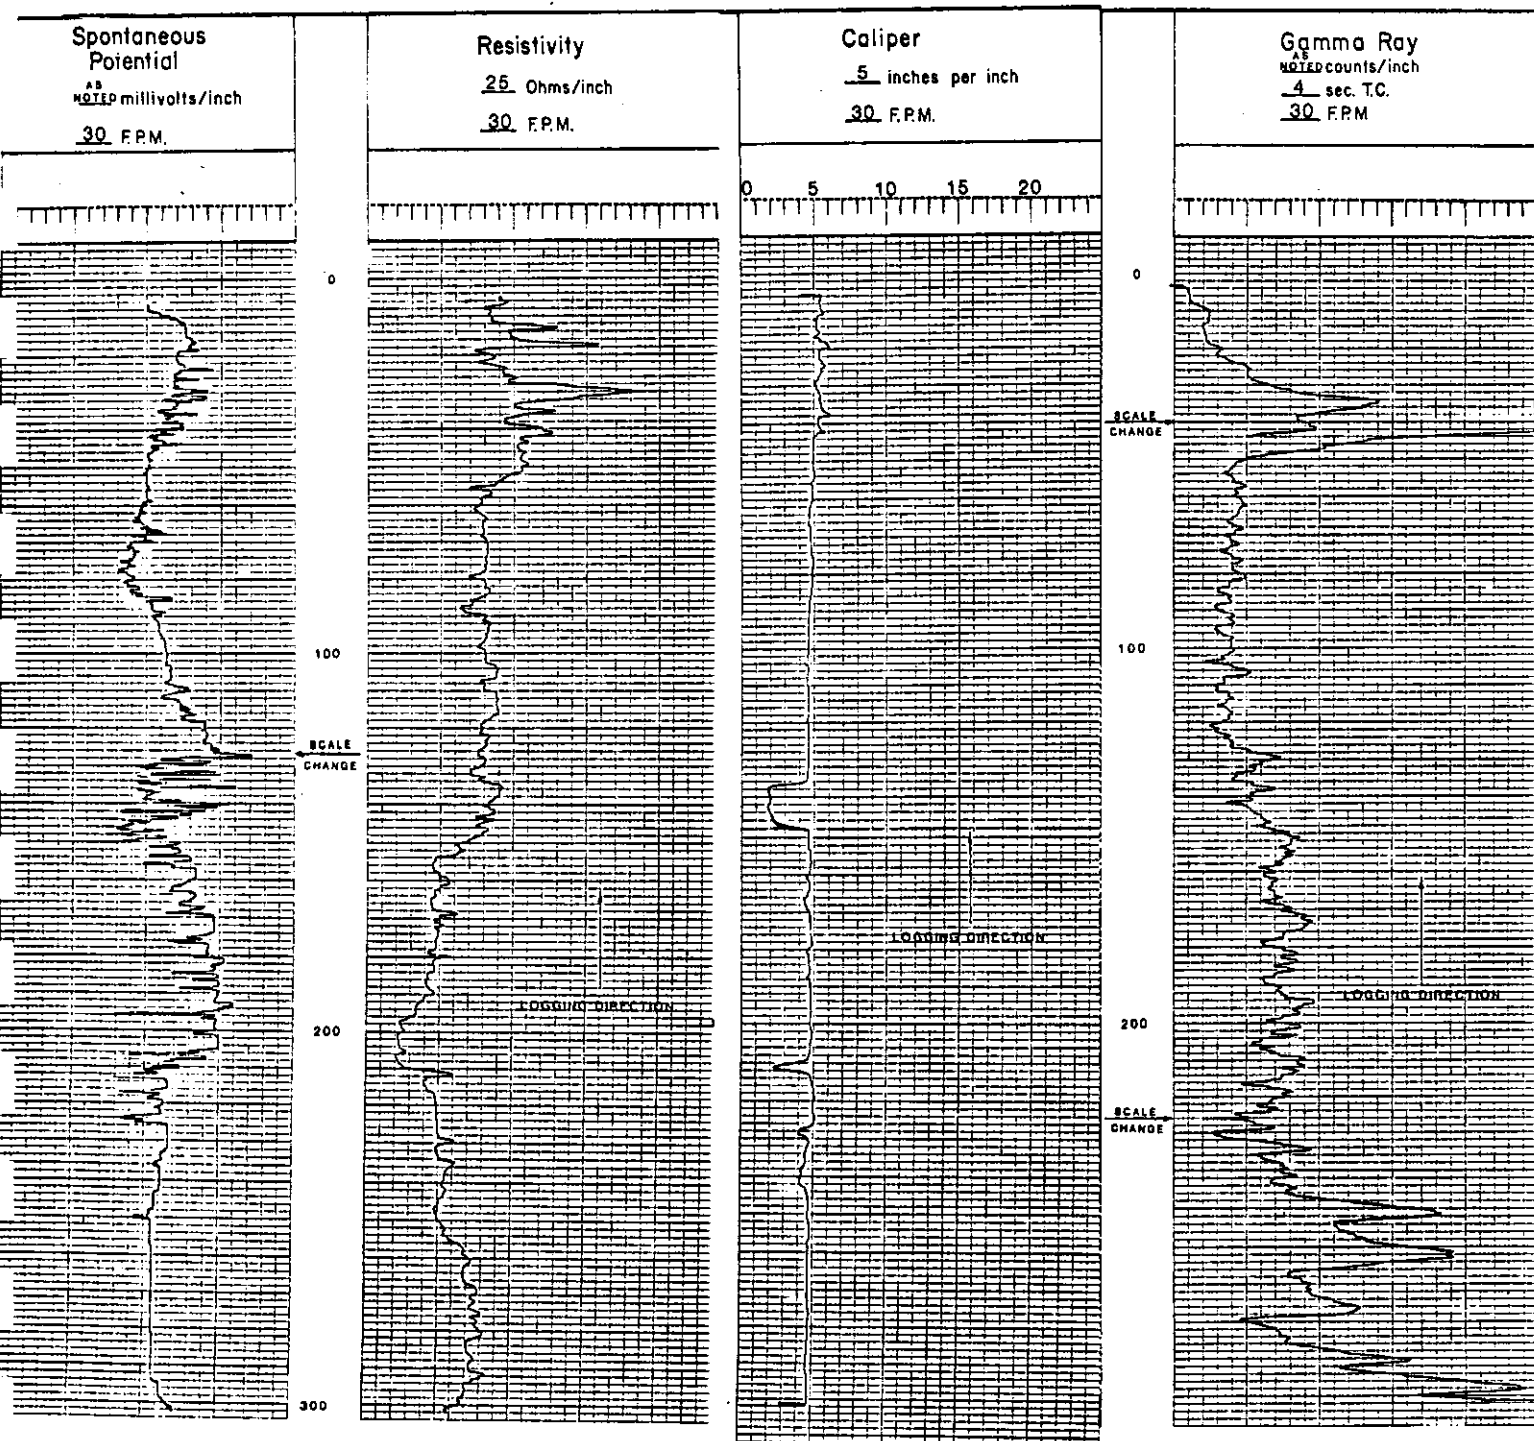 Spontaneous
Potential
AS
NOTED millivolts/inch
30 F.P.M.
Resistivity
25 Ohms/inch
30 F.P.M.
Caliper
5 inches per inch
30 F.P.M.
Gamma Ray
AS
NOTED counts/inch
4 sec. T.C.
30 F.P.M
0 5 10 15 20
0
0
SCALE
CHANGE
100
100
SCALE
CHANGE
LOGGING DIRECTION
LOGGING DIRECTION
LOGGING DIRECTION
200
200
SCALE
CHANGE
300